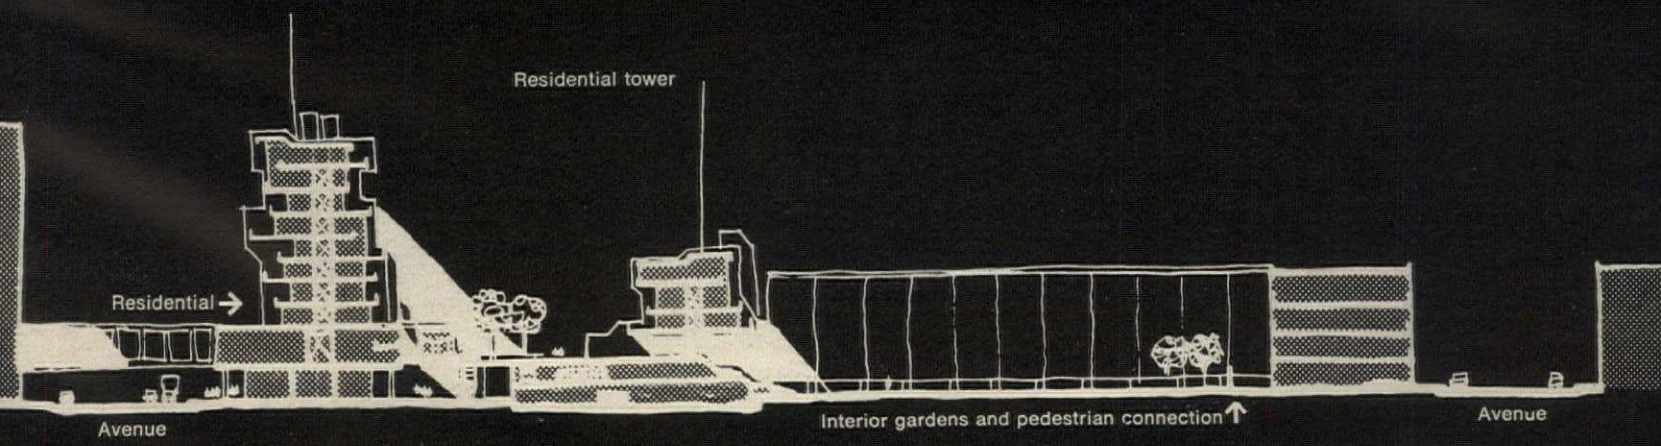 Residential tower
Residential →
Interior gardens and pedestrian connection ↑
Avenue
Avenue